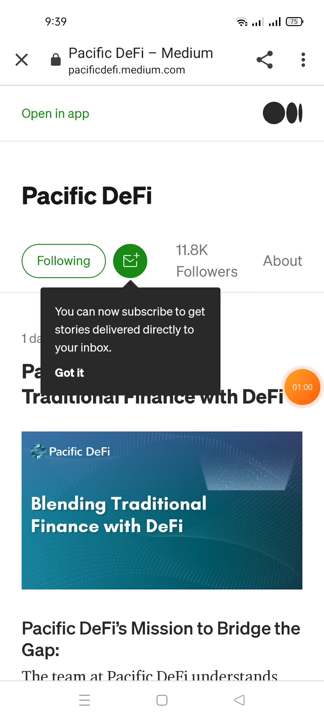 9:39
75
Pacific DeFi – Medium
pacificdefi.medium.com
Open in app
Pacific DeFi
Following
11.8K
Followers
About
You can now subscribe to get
stories delivered directly to
your inbox.
Got it
1 da
Pa
Traditional Finance with DeFi
01:00
Pacific DeFi
Blending Traditional
Finance with DeFi
Pacific DeFi's Mission to Bridge the
Gap:
The team at Pacific DeFi understands